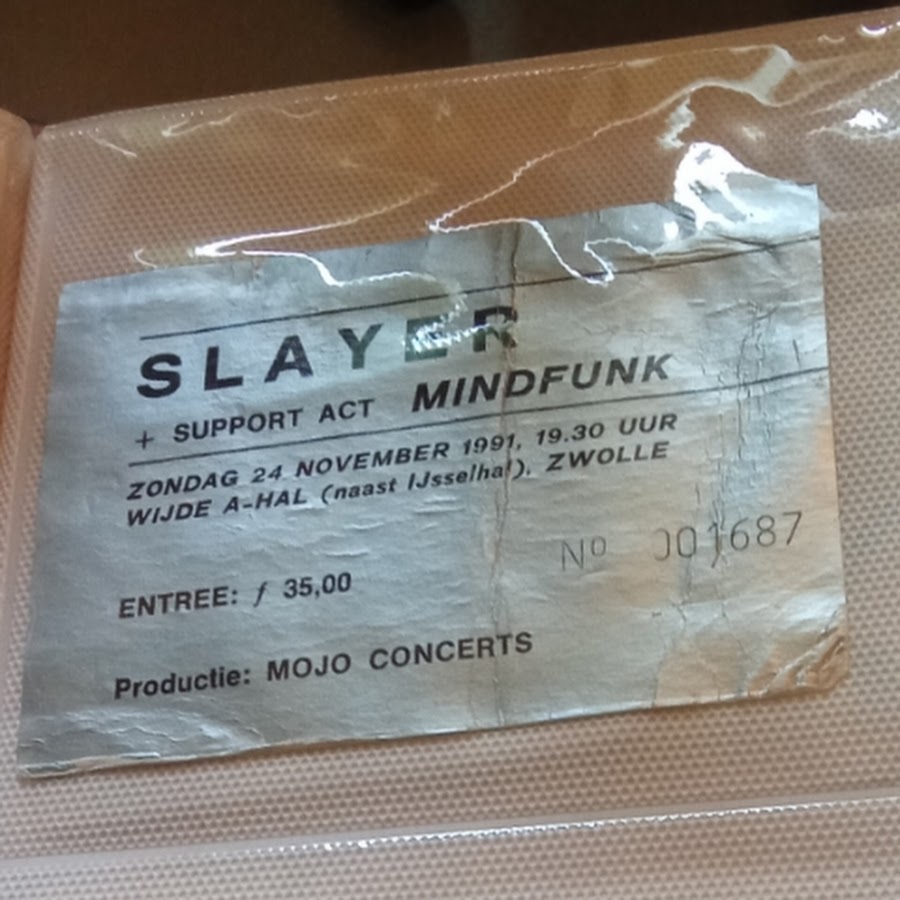 SLAYER
+ SUPPORT ACT MINDFUNK
ZONDAG 24 NOVEMBER 1991, 19.30 UUR
WIJDE A-HAL (naast IJsselhal), ZWOLLE
Nº 001687
ENTREE: ƒ 35,00
Productie: MOJO CONCERTS